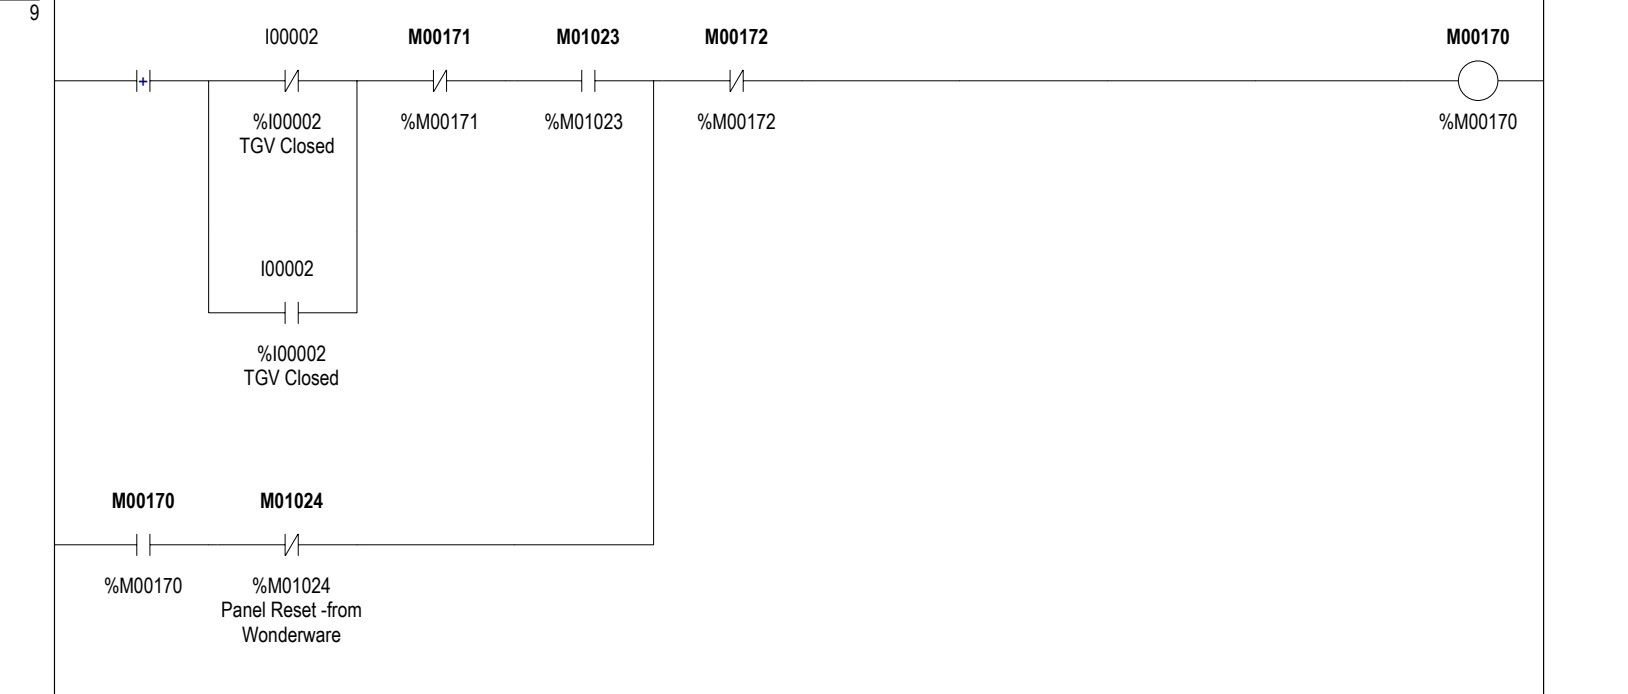 9
I00002
M00171
M01023
M00172
M00170
+
%I00002
TGV Closed
%M00171
%M01023
%M00172
%M00170
I00002
%I00002
TGV Closed
M00170
M01024
%M00170
%M01024
Panel Reset -from
Wonderware